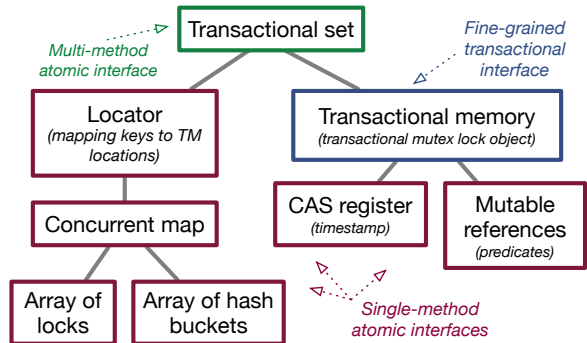 Transactional set
Multi-method
atomic interface
Fine-grained
transactional
interface
Locator
(mapping keys to TM
locations)
Transactional memory
(transactional mutex lock object)
Concurrent map
CAS register
(timestamp)
Mutable
references
(predicates)
Array of
locks
Array of hash
buckets
Single-method
atomic interfaces